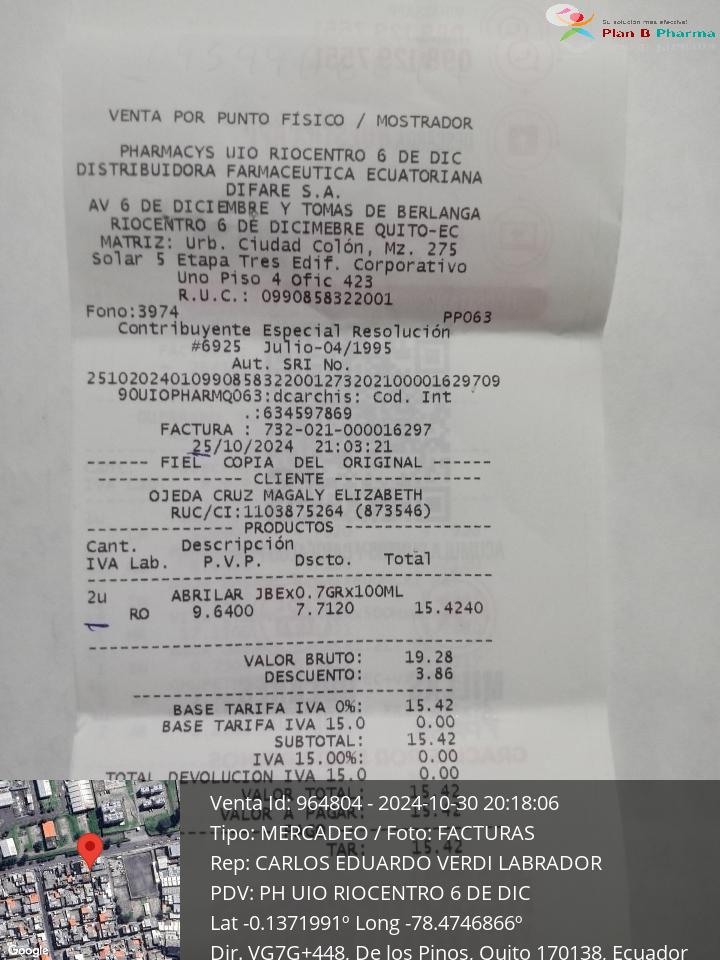 Su solución más efectiva!
Plan B Pharma
VENTA POR PUNTO FÍSICO / MOSTRADOR
PHARMACYS UIO RIOCENTRO 6 DE DIC
DISTRIBUIDORA FARMACEUTICA ECUATORIANA
DIFARE S.A.
AV 6 DE DICIEMBRE Y TOMAS DE BERLANGA
RIOCENTRO 6 DE DICIMEBRE QUITO-EC
MATRIZ: Urb. Ciudad Colón, Mz. 275
Solar 5 Etapa Tres Edif. Corporativo
Uno Piso 4 Ofic 423
R.U.C.: 0990858322001
Fono:3974 PP063
Contribuyente Especial Resolución
#6925 Julio-04/1995
Aut. SRI No.
2510202401099085832200127320210000162970­9
90UIOPHARMQ063:dcarchis: Cod. Int
.:634597869
FACTURA : 732-021-000016297
25/10/2024 21:03:21
------ FIEL COPIA DEL ORIGINAL ------
--------------- CLIENTE ---------------
OJEDA CRUZ MAGALY ELIZABETH
RUC/CI:1103875264 (873546)
-------------- PRODUCTOS --------------
Cant. Descripción
IVA Lab. P.V.P. Dscto. Total
2u ABRILAR JBEx0.7GRx100ML
RO 9.6400 7.7120 15.4240
VALOR BRUTO: 19.28
DESCUENTO: 3.86
BASE TARIFA IVA 0%: 15.42
BASE TARIFA IVA 15.0 0.00
SUBTOTAL: 15.42
IVA 15.00%: 0.00
TOTAL DEVOLUCION IVA 15.0 0.00
VALOR TOTAL: 15.42
VALOR A PAGAR: 15.42
TAR: 15.42
Venta Id: 964804 - 2024-10-30 20:18:06
Tipo: MERCADEO / Foto: FACTURAS
Rep: CARLOS EDUARDO VERDI LABRADOR
PDV: PH UIO RIOCENTRO 6 DE DIC
Lat -0.1371991º Long -78.4746866º
Dir. VG7G+448, De los Pinos, Quito 170138, Ecuador
Google